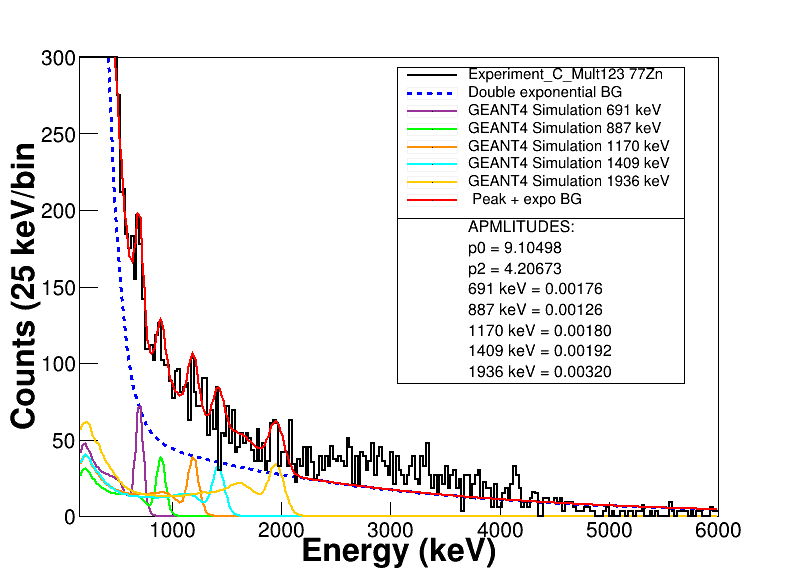 Experiment_C_Mult123 77Zn
Double exponential BG
GEANT4 Simulation 691 keV
GEANT4 Simulation 887 keV
GEANT4 Simulation 1170 keV
GEANT4 Simulation 1409 keV
GEANT4 Simulation 1936 keV
Peak + expo BG
APMLITUDES:
p0 = 9.10498
p2 = 4.20673
691 keV = 0.00176
887 keV = 0.00126
1170 keV = 0.00180
1409 keV = 0.00192
1936 keV = 0.00320
Counts (25 keV/bin
300
250
200
150
100
50
0
1000 2000 3000 4000 5000 6000
Energy (keV)